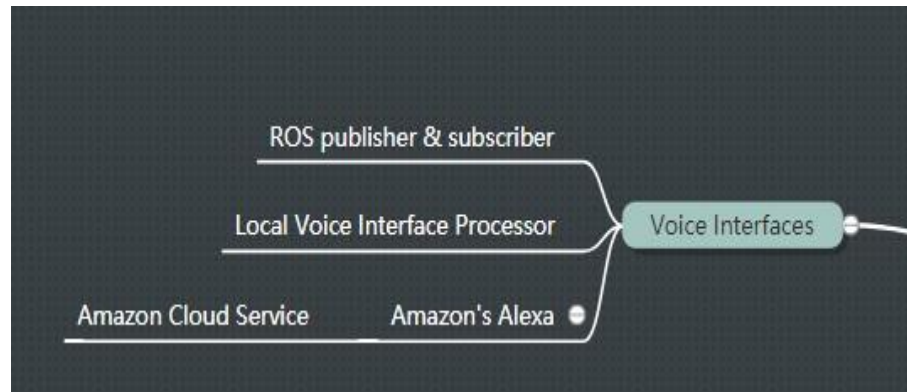 ROS publisher & subscriber
Local Voice Interface Processor
Voice Interfaces
Amazon Cloud Service
Amazon's Alexa